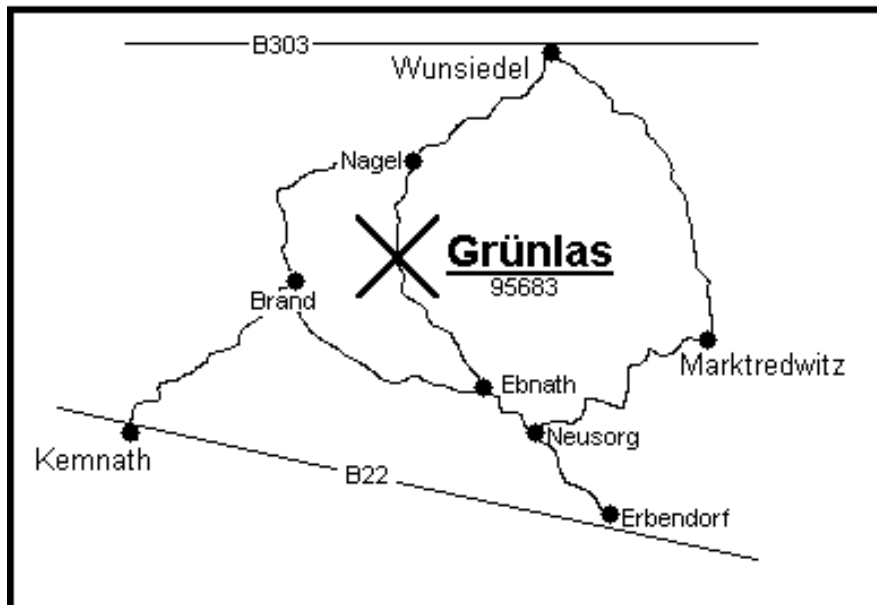 B303
Wunsiedel
Nagel
Grünlas
95683
Brand
Marktredwitz
Ebnath
Neusorg
Kemnath
B22
Erbendorf